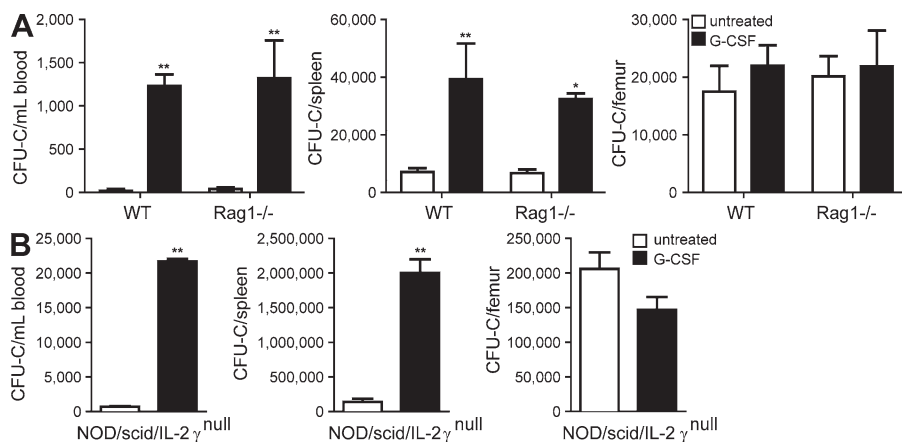 A
CFU-C/mL blood
2,000
1,500
1,000
500
0
**
**
WT Rag1-/-
CFU-C/spleen
60,000
40,000
20,000
0
**
*
WT Rag1-/-
CFU-C/femur
30,000
20,000
10,000
0
untreated
G-CSF
WT Rag1-/-
B
CFU-C/mL blood
25,000
20,000
15,000
10,000
5,000
0
**
NOD/scid/IL-2 γ null
CFU-C/spleen
2,500,000
2,000,000
1,500,000
1,000,000
500,000
0
**
NOD/scid/IL-2 γ null
CFU-C/femur
250,000
200,000
150,000
100,000
50,000
0
untreated
G-CSF
NOD/scid/IL-2 γ null